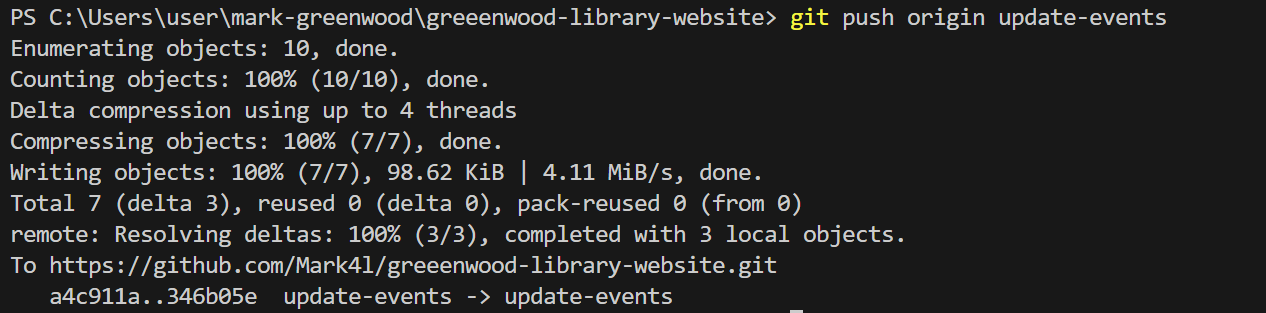 PS C:\Users\user\mark-greenwood\greeenwood-library-website> git push origin update-events
Enumerating objects: 10, done.
Counting objects: 100% (10/10), done.
Delta compression using up to 4 threads
Compressing objects: 100% (7/7), done.
Writing objects: 100% (7/7), 98.62 KiB | 4.11 MiB/s, done.
Total 7 (delta 3), reused 0 (delta 0), pack-reused 0 (from 0)
remote: Resolving deltas: 100% (3/3), completed with 3 local objects.
To https://github.com/Mark4l/greeenwood-library-website.git
   a4c911a..346b05e  update-events -> update-events